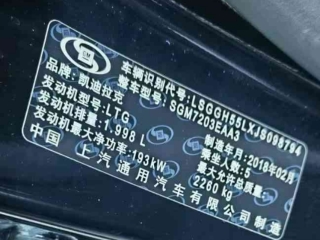 车辆识别代号: LSGGH55LXJS098794
整车型号: SGM7203EAA3
品牌: 凯迪拉克
制造年月: 2018年02月
发动机型号: LTG
乘坐人数: 5
发动机排量: 1.998 L
最大允许总质量:
发动机最大净功率: 193kW
2260 kg
中国 上汽通用汽车有限公司